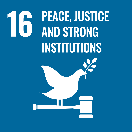 16 PEACE, JUSTICE
AND STRONG
INSTITUTIONS